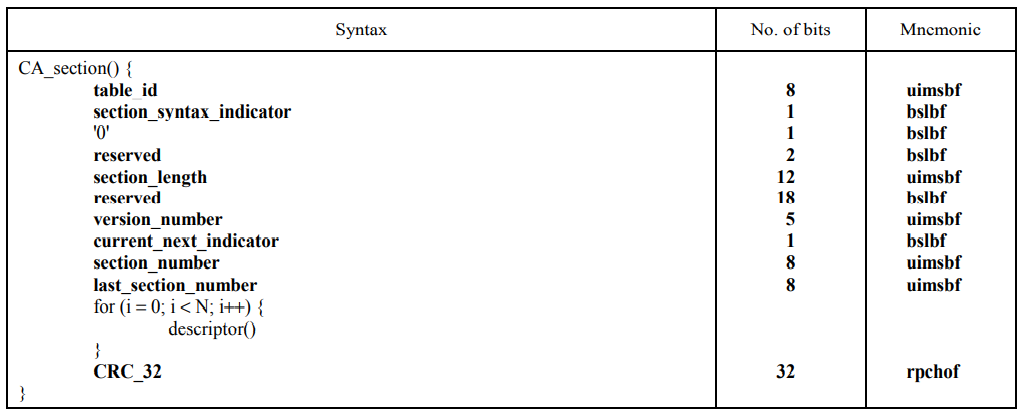 Syntax No. of bits Mnemonic
CA_section() {
table_id 8 uimsbf
section_syntax_indicator 1 bslbf
'0' 1 bslbf
reserved 2 bslbf
section_length 12 uimsbf
reserved 18 bslbf
version_number 5 uimsbf
current_next_indicator 1 bslbf
section_number 8 uimsbf
last_section_number 8 uimsbf
for (i = 0; i < N; i++) {
descriptor()
}
CRC_32 32 rpchof
}